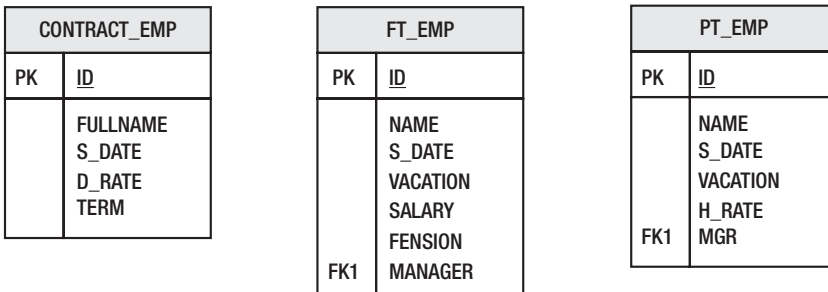 CONTRACT_EMP
PK ID
FULLNAME
S_DATE
D_RATE
TERM
FT_EMP
PK ID
NAME
S_DATE
VACATION
SALARY
FENSION
FK1 MANAGER
PT_EMP
PK ID
NAME
S_DATE
VACATION
H_RATE
FK1 MGR